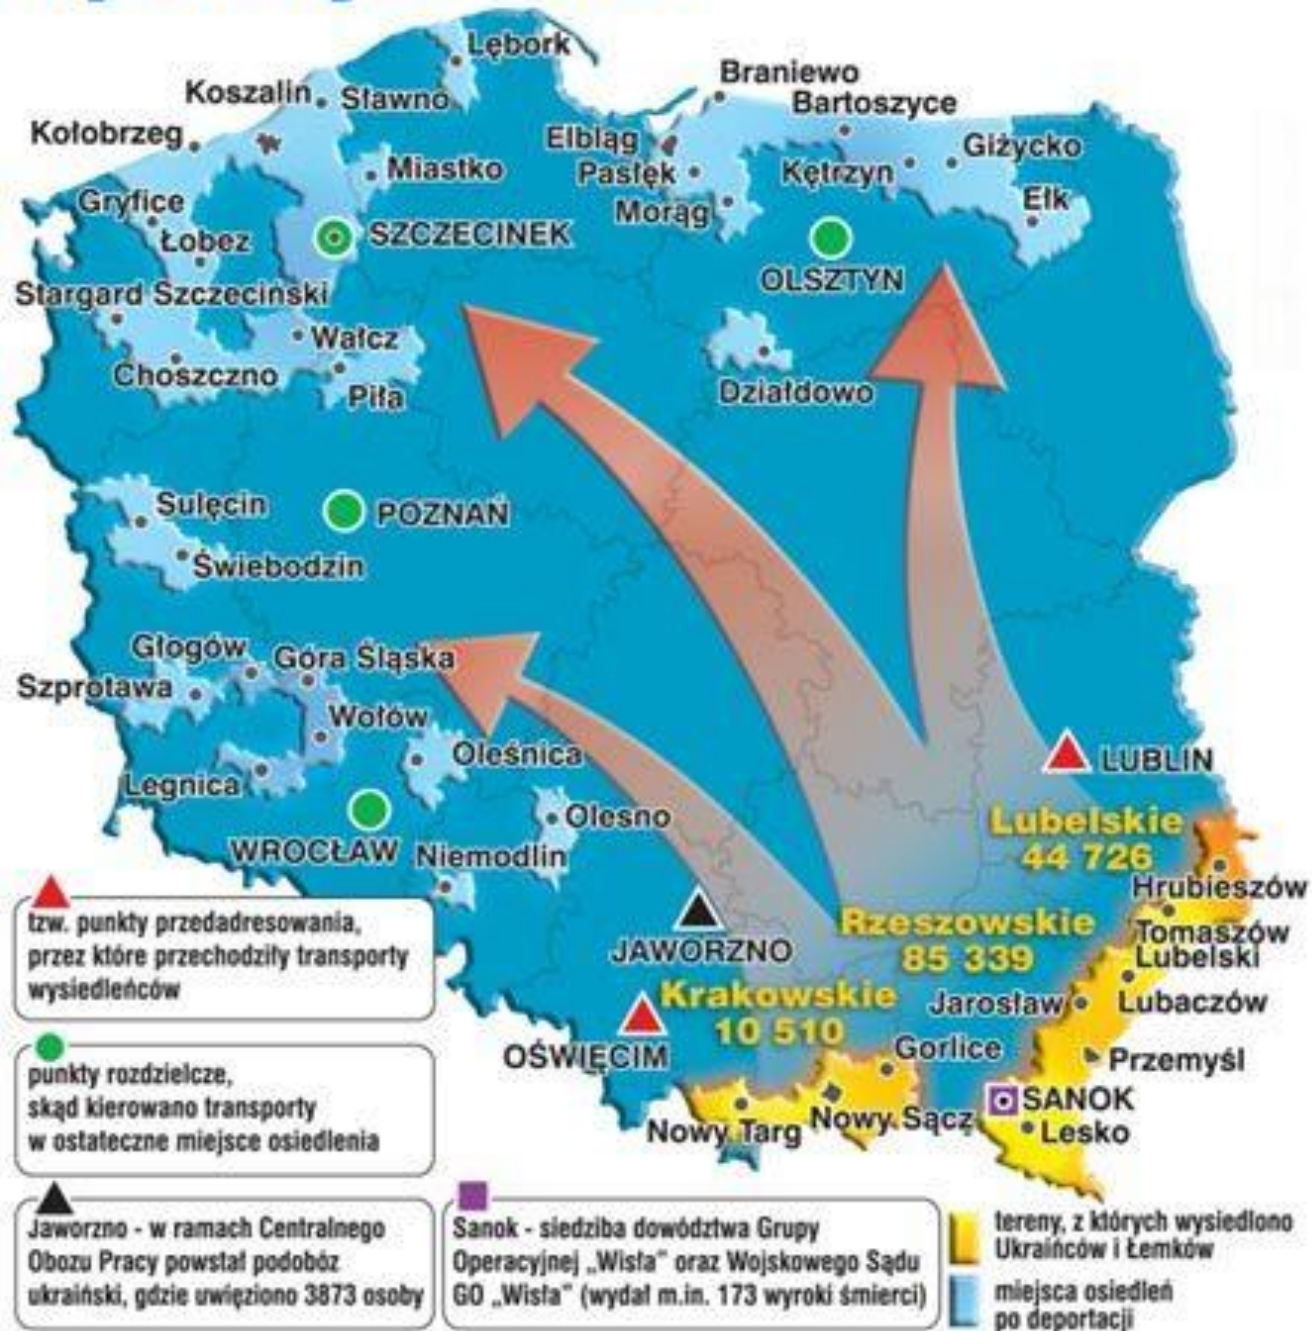 Lębork
Braniewo
Koszalin
Sławno
Bartoszyce
Kołobrzeg
Elbląg
Giżycko
Miastko
Pasłęk
Kętrzyn
Gryfice
Morąg
Ełk
Łobez
SZCZECINEK
OLSZTYN
Stargard Szczeciński
Wałcz
Choszczno
Piła
Działdowo
Sulęcin
POZNAŃ
Świebodzin
Głogów
Góra Śląska
Szprotawa
Wołów
Oleśnica
LUBLIN
Legnica
Olesno
Lubelskie
44 726
WROCŁAW
Niemodlin
Hrubieszów
Rzeszowskie
85 339
Tomaszów
Lubelski
JAWORZNO
Krakowskie
10 510
Jarosław
Lubaczów
OŚWIĘCIM
Gorlice
Przemyśl
SANOK
Nowy Targ
Nowy Sącz
Lesko
tzw. punkty przedadresowania,
przez które przechodziły transporty
wysiedleńców
punkty rozdzielcze,
skąd kierowano transporty
w ostateczne miejsce osiedlenia
Jaworzno - w ramach Centralnego
Obozu Pracy powstał podobóz
ukraiński, gdzie uwięziono 3873 osoby
Sanok - siedziba dowództwa Grupy
Operacyjnej „Wisła" oraz Wojskowego Sądu
GO „Wisła" (wydał m.in. 173 wyroki śmierci)
tereny, z których wysiedlono
Ukraińców i Łemków
miejsca osiedleń
po deportacji